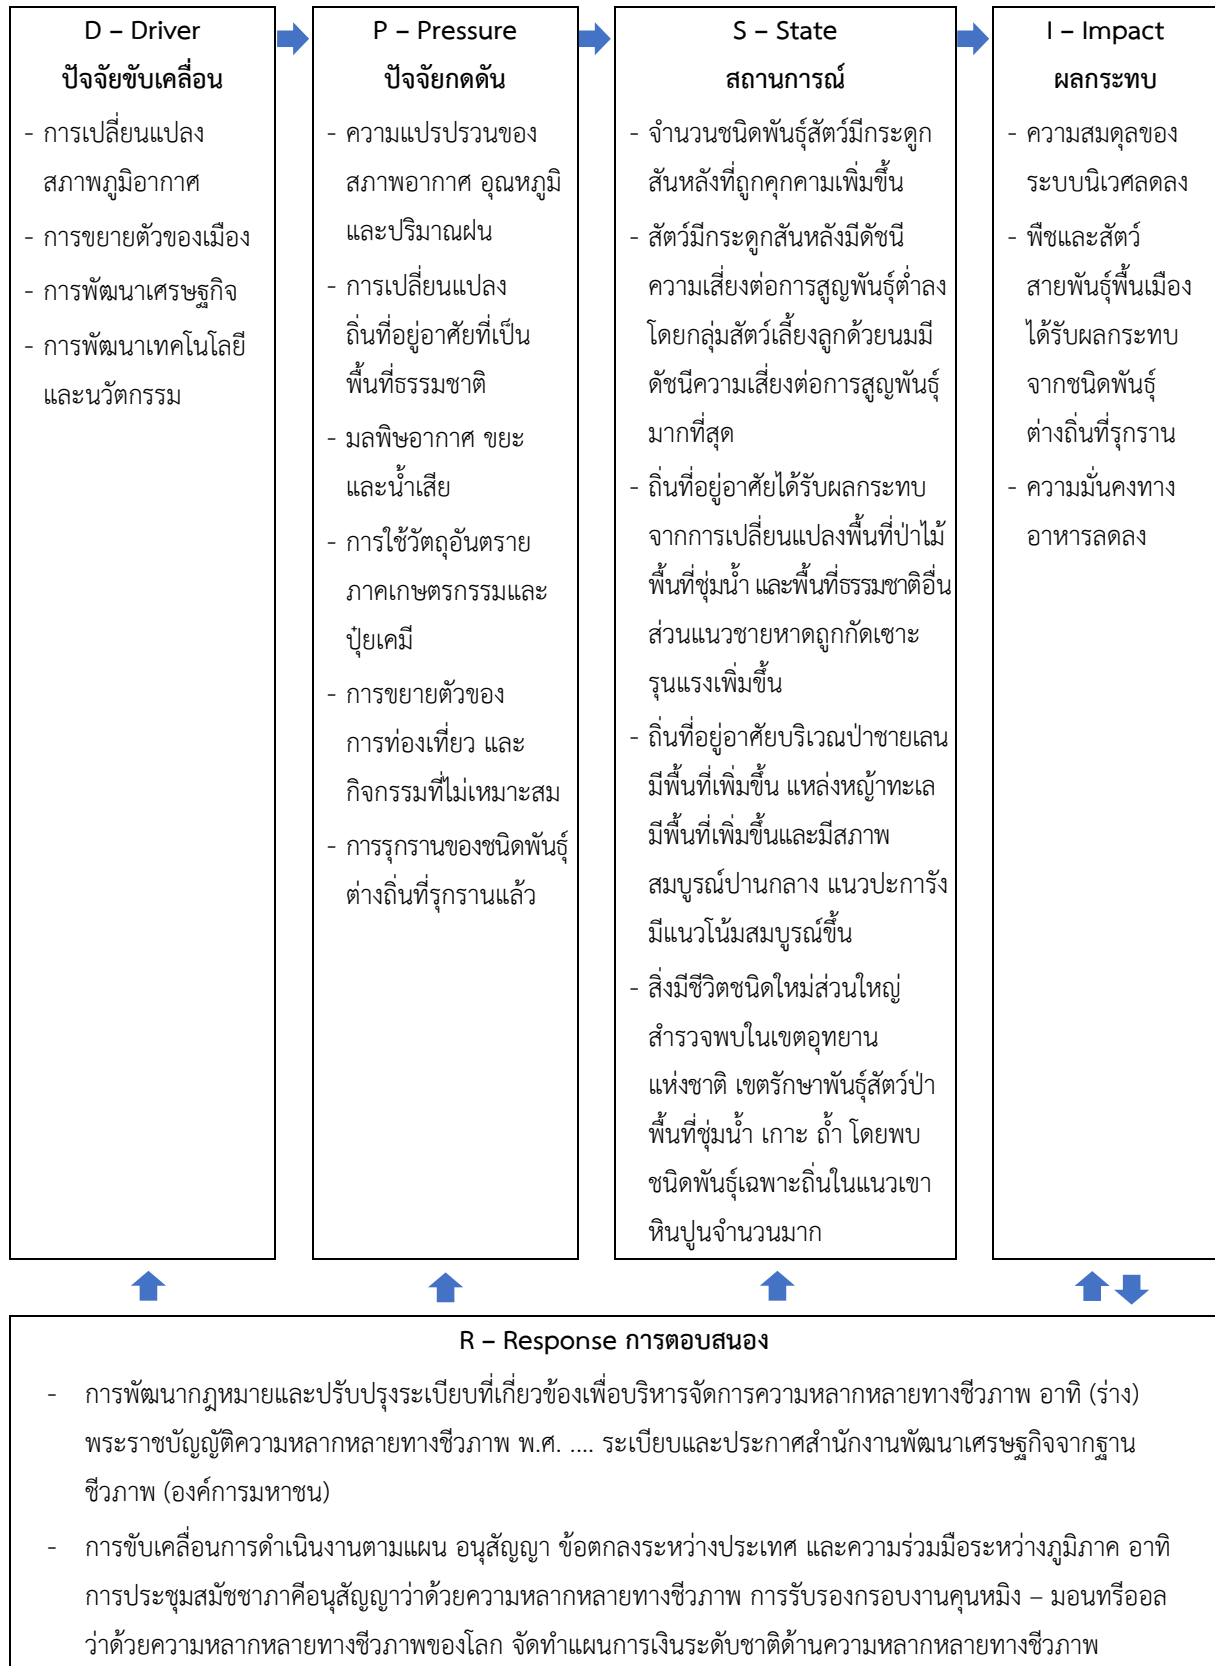 D – Driver
ปัจจัยขับเคลื่อน
- การเปลี่ยนแปลง
สภาพภูมิอากาศ
- การขยายตัวของเมือง
- การพัฒนาเศรษฐกิจ
- การพัฒนาเทคโนโลยี
และนวัตกรรม
P – Pressure
ปัจจัยกดดัน
- ความแปรปรวนของ
สภาพอากาศ อุณหภูมิ
และปริมาณฝน
- การเปลี่ยนแปลง
ถิ่นที่อยู่อาศัยที่เป็น
พื้นที่ธรรมชาติ
- มลพิษอากาศ ขยะ
และน้ำเสีย
- การใช้วัตถุอันตราย
ภาคเกษตรกรรมและ
ปุ๋ยเคมี
- การขยายตัวของ
การท่องเที่ยว และ
กิจกรรมที่ไม่เหมาะสม
- การรุกรานของชนิดพันธุ์
ต่างถิ่นที่รุกรานแล้ว
S – State
สถานการณ์
- จำนวนชนิดพันธุ์สัตว์มีกระดูก
สันหลังที่ถูกคุกคามเพิ่มขึ้น
- สัตว์มีกระดูกสันหลังมีดัชนี
ความเสี่ยงต่อการสูญพันธุ์ต่ำลง
โดยกลุ่มสัตว์เลี้ยงลูกด้วยนมมี
ดัชนีความเสี่ยงต่อการสูญพันธุ์
มากที่สุด
- ถิ่นที่อยู่อาศัยได้รับผลกระทบ
จากการเปลี่ยนแปลงพื้นที่ป่าไม้
พื้นที่ชุ่มน้ำ และพื้นที่ธรรมชาติอื่น
ส่วนแนวชายหาดถูกกัดเซาะ
รุนแรงเพิ่มขึ้น
- ถิ่นที่อยู่อาศัยบริเวณป่าชายเลน
มีพื้นที่เพิ่มขึ้น แหล่งหญ้าทะเล
มีพื้นที่เพิ่มขึ้นและมีสภาพ
สมบูรณ์ปานกลาง แนวปะการัง
มีแนวโน้มสมบูรณ์ขึ้น
- สิ่งมีชีวิตชนิดใหม่ส่วนใหญ่
สำรวจพบในเขตอุทยาน
แห่งชาติ เขตรักษาพันธุ์สัตว์ป่า
พื้นที่ชุ่มน้ำ เกาะ ถ้ำ โดยพบ
ชนิดพันธุ์เฉพาะถิ่นในแนวเขา
หินปูนจำนวนมาก
I – Impact
ผลกระทบ
- ความสมดุลของ
ระบบนิเวศลดลง
- พืชและสัตว์
สายพันธุ์พื้นเมือง
ได้รับผลกระทบ
จากชนิดพันธุ์
ต่างถิ่นที่รุกราน
- ความมั่นคงทาง
อาหารลดลง
R – Response การตอบสนอง
- การพัฒนากฎหมายและปรับปรุงระเบียบที่เกี่ยวข้องเพื่อบริหารจัดการความหลากหลายทางชีวภาพ อาทิ (ร่าง)
พระราชบัญญัติความหลากหลายทางชีวภาพ พ.ศ. .... ระเบียบและประกาศสำนักงานพัฒนาเศรษฐกิจจากฐาน
ชีวภาพ (องค์การมหาชน)
- การขับเคลื่อนการดำเนินงานตามแผน อนุสัญญา ข้อตกลงระหว่างประเทศ และความร่วมมือระหว่างภูมิภาค อาทิ
การประชุมสมัชชาภาคีอนุสัญญาว่าด้วยความหลากหลายทางชีวภาพ การรับรองกรอบงานคุนหมิง – มอนทรีออล
ว่าด้วยความหลากหลายทางชีวภาพของโลก จัดทำแผนการเงินระดับชาติด้านความหลากหลายทางชีวภาพ